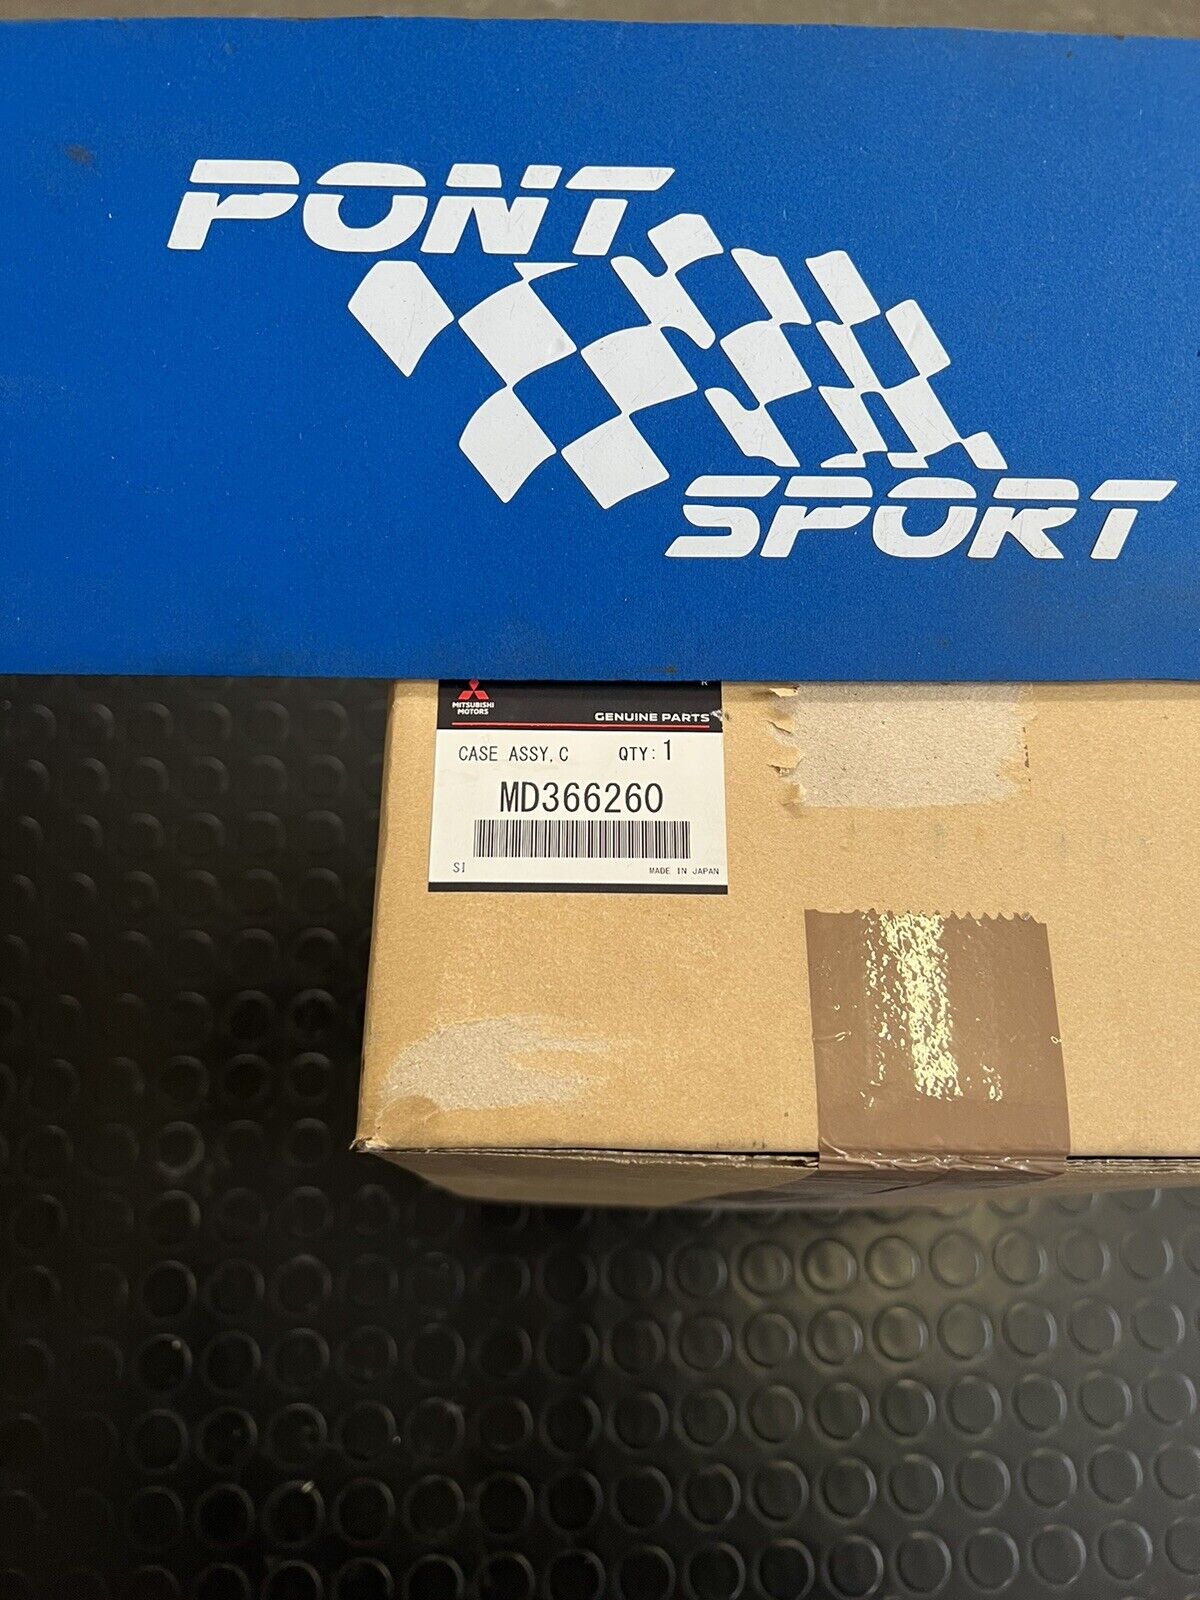 PONT
SPORT
R
MITSUBISHI
MOTORS
GENUINE PARTS
CASE ASSY, C QTY: 1
MD366260
SI MADE IN JAPAN